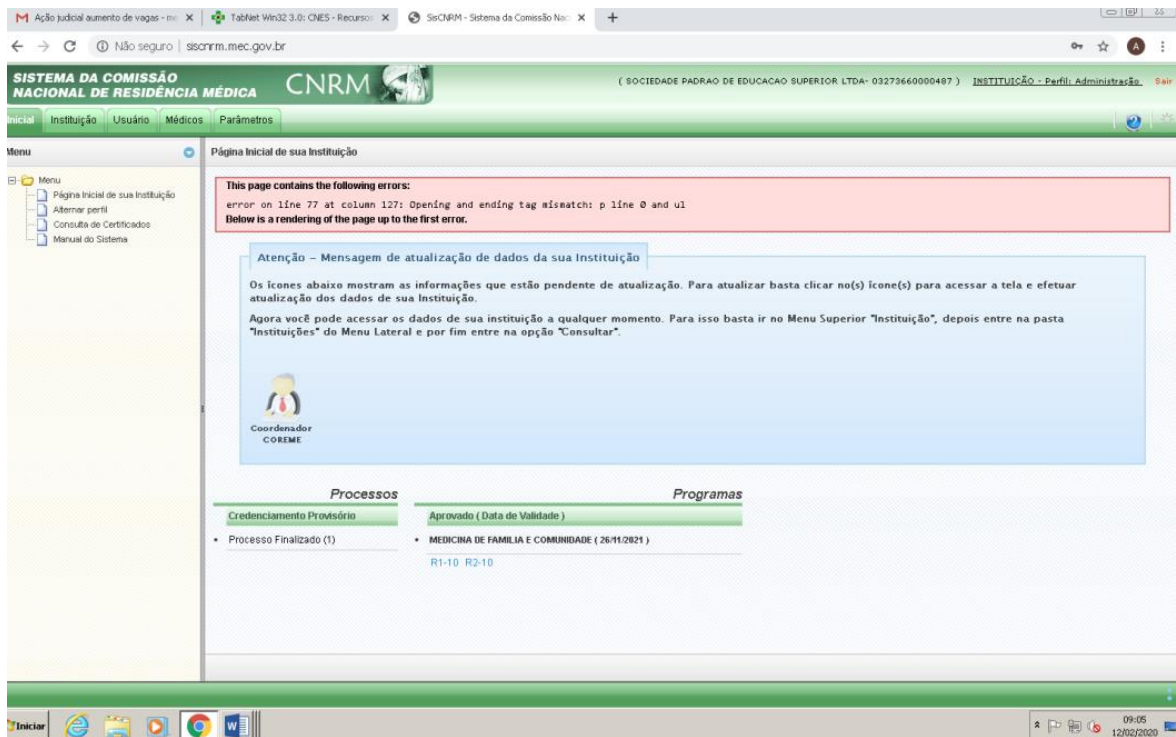 Ação judicial aumento de vagas - me
TabNet Win32 3.0: CNES - Recursos
SisCNRM - Sistema da Comissão Nac
Não seguro | siscnrm.mec.gov.br
A
SISTEMA DA COMISSÃO
NACIONAL DE RESIDÊNCIA MÉDICA
CNRM
( SOCIEDADE PADRAO DE EDUCACAO SUPERIOR LTDA- 03273660000487 ) INSTITUIÇÃO - Perfil: Administração Sair
Inicial Instituição Usuário Médicos Parâmetros
Menu
Página Inicial de sua Instituição
Menu
Página Inicial de sua Instituição
Alternar perfil
Consulta de Certificados
Manual do Sistema
This page contains the following errors:
error on line 77 at column 127: Opening and ending tag mismatch: p line 0 and ul
Below is a rendering of the page up to the first error.
Atenção – Mensagem de atualização de dados da sua Instituição
Os ícones abaixo mostram as informações que estão pendente de atualização. Para atualizar basta clicar no(s) ícone(s) para acessar a tela e efetuar
atualização dos dados de sua Instituição.
Agora você pode acessar os dados de sua instituição a qualquer momento. Para isso basta ir no Menu Superior "Instituição", depois entre na pasta
"Instituições" do Menu Lateral e por fim entre na opção "Consultar".
Coordenador
COREME
Processos
Programas
Credenciamento Provisório
Aprovado ( Data de Validade )
• Processo Finalizado (1)
• MEDICINA DE FAMILIA E COMUNIDADE ( 26/11/2021 )
R1-10 R2-10
Iniciar
W
09:05
12/02/2020